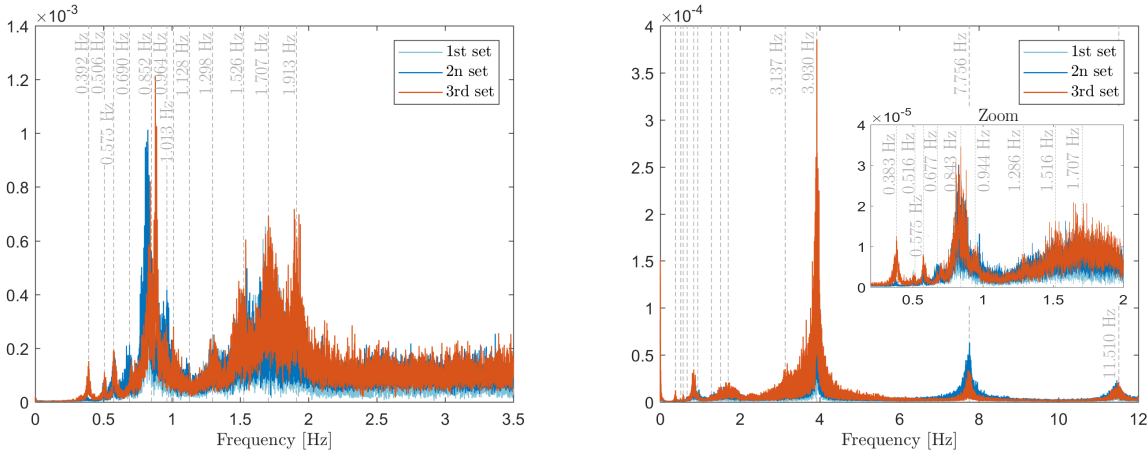 ×10⁻³
1.4
1.2
1
0.8
0.6
0.4
0.2
0
0
0.5
1
1.5
2
2.5
3
3.5
Frequency [Hz]
0.392 Hz
0.506 Hz
0.575 Hz
0.690 Hz
0.852 Hz
0.964 Hz
1.013 Hz
1.128 Hz
1.298 Hz
1.526 Hz
1.707 Hz
1.913 Hz
1st set
2n set
3rd set
×10⁻⁴
4
3.5
3
2.5
2
1.5
1
0.5
0
0
2
4
6
8
10
12
Frequency [Hz]
3.137 Hz
3.930 Hz
7.756 Hz
11.510 Hz
1st set
2n set
3rd set
Zoom
×10⁻⁵
4
3
2
1
0
0.5
1
1.5
2
0.383 Hz
0.516 Hz
0.575 Hz
0.677 Hz
0.843 Hz
0.944 Hz
1.286 Hz
1.516 Hz
1.707 Hz